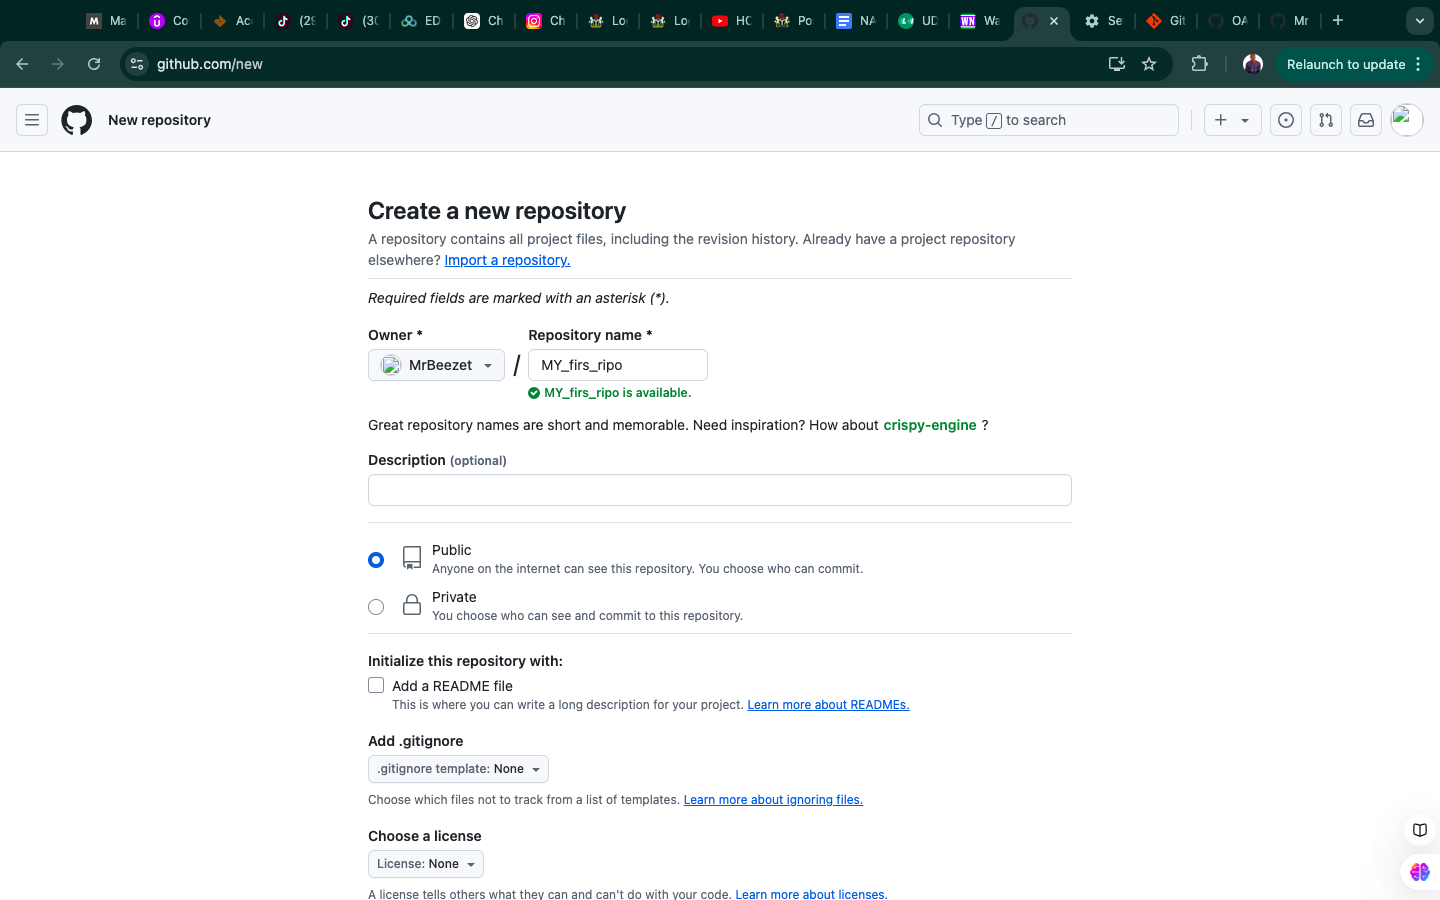 Ma
Co
Ac
(29
(30
ED
Ch
Ch
Lo
Lo
HO
Po
NA
UD
WN Wa
Se
Git
OA
Mr
github.com/new
Relaunch to update
New repository
Type / to search
Create a new repository
A repository contains all project files, including the revision history. Already have a project repository
elsewhere? Import a repository.
Required fields are marked with an asterisk (*).
Owner *
Repository name *
MrBeezet
/
MY_firs_ripo
MY_firs_ripo is available.
Great repository names are short and memorable. Need inspiration? How about crispy-engine ?
Description (optional)
Public
Anyone on the internet can see this repository. You choose who can commit.
Private
You choose who can see and commit to this repository.
Initialize this repository with:
Add a README file
This is where you can write a long description for your project. Learn more about READMEs.
Add .gitignore
.gitignore template: None
Choose which files not to track from a list of templates. Learn more about ignoring files.
Choose a license
License: None
A license tells others what they can and can't do with your code. Learn more about licenses.